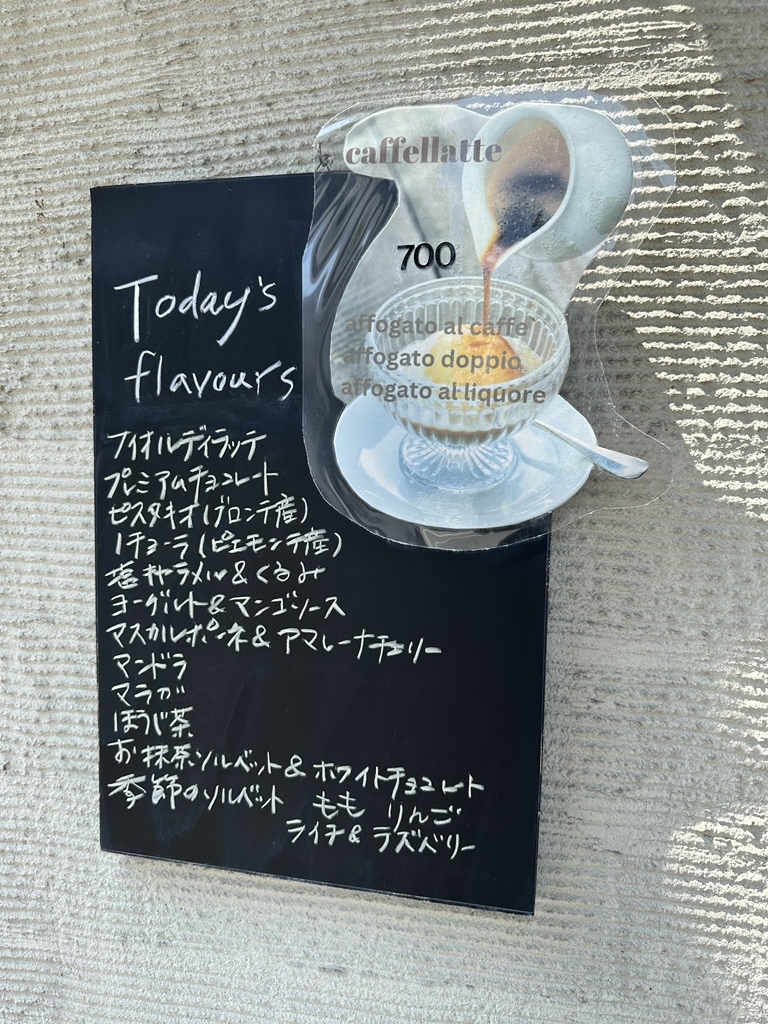 caffellatte
700
affogato al caffe
affogato doppio
affogato al liquore
Today's
flavours
フィオルディラッテ
プレミアムチョコレート
ピスタキオ(ブロンテ産)
ノチョーラ(ピエモンテ産)
塩キャラメル&くるみ
ヨーグルト&マンゴソース
マスカルポーネ&アマレーナチェリー
マンドラ
マラガ
ほうじ茶
お抹茶ソルベット&ホワイトチョコレート
季節のソルベット もも りんご
ライチ&ラズベリー